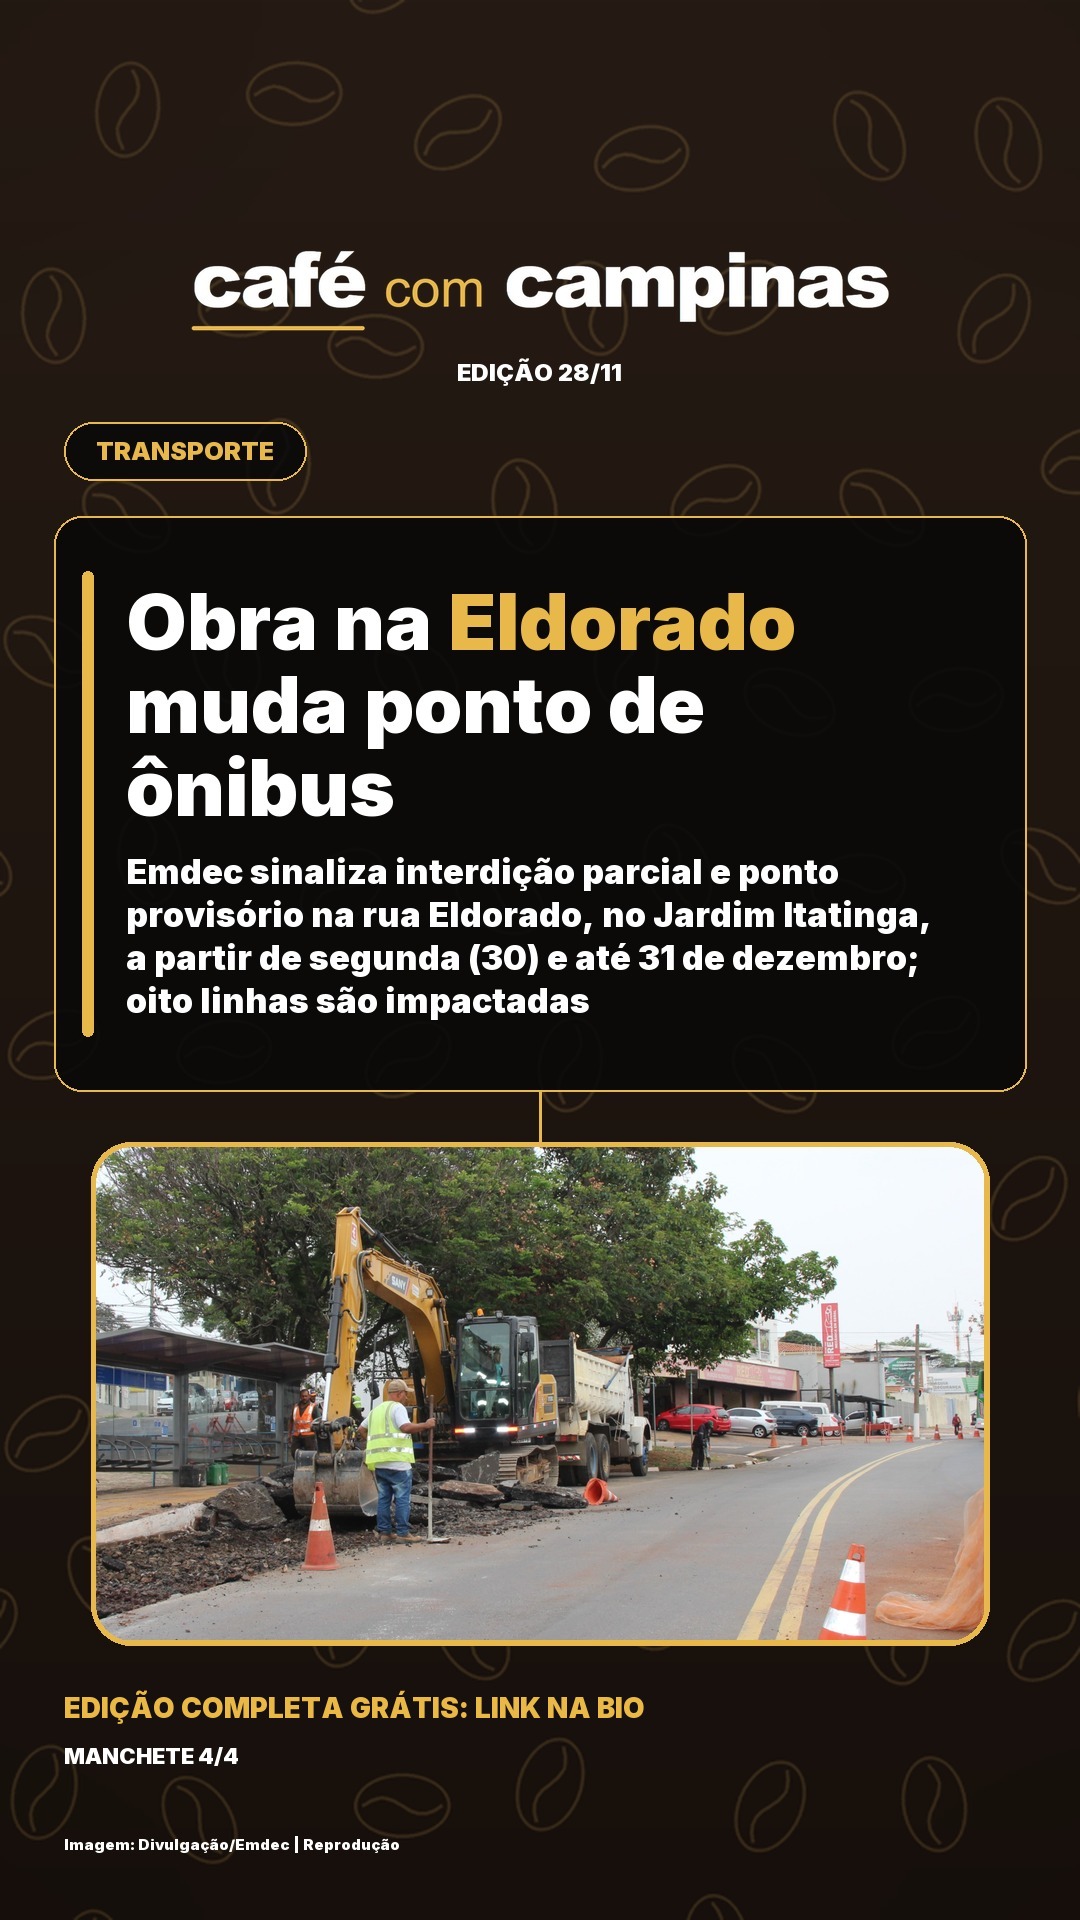 café com campinas
EDIÇÃO 28/11
TRANSPORTE
Obra na Eldorado
muda ponto de
ônibus
Emdec sinaliza interdição parcial e ponto
provisório na rua Eldorado, no Jardim Itatinga,
a partir de segunda (30) e até 31 de dezembro;
oito linhas são impactadas
SANY
EDIÇÃO COMPLETA GRÁTIS: LINK NA BIO
MANCHETE 4/4
Imagem: Divulgação/Emdec | Reprodução